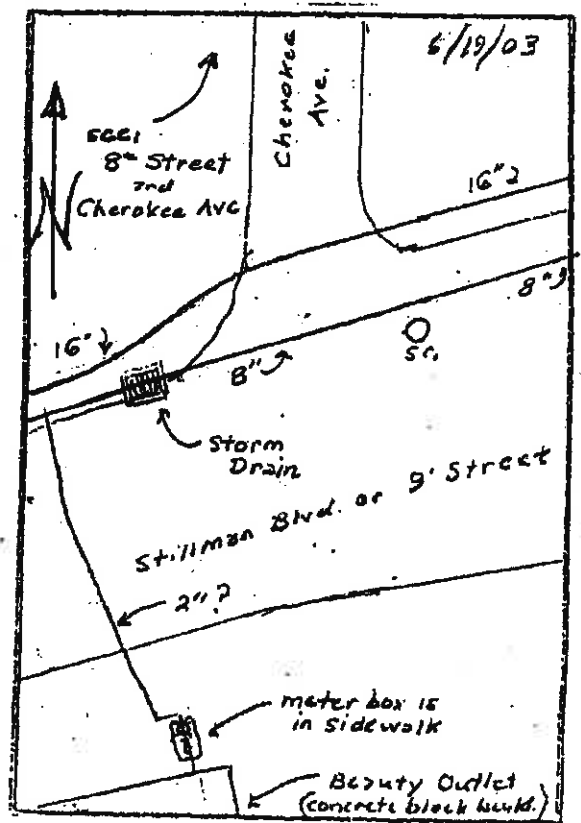 6/19/03
Cherokee
Ave.
see:
8th Street
and
Cherokee Ave
N
16" 2
16"
8"
8"
S.C.
Storm
Drain
Stillman Blvd. or 9' Street
2"?
meter box is
in sidewalk
Beauty Outlet
(concrete block build.)